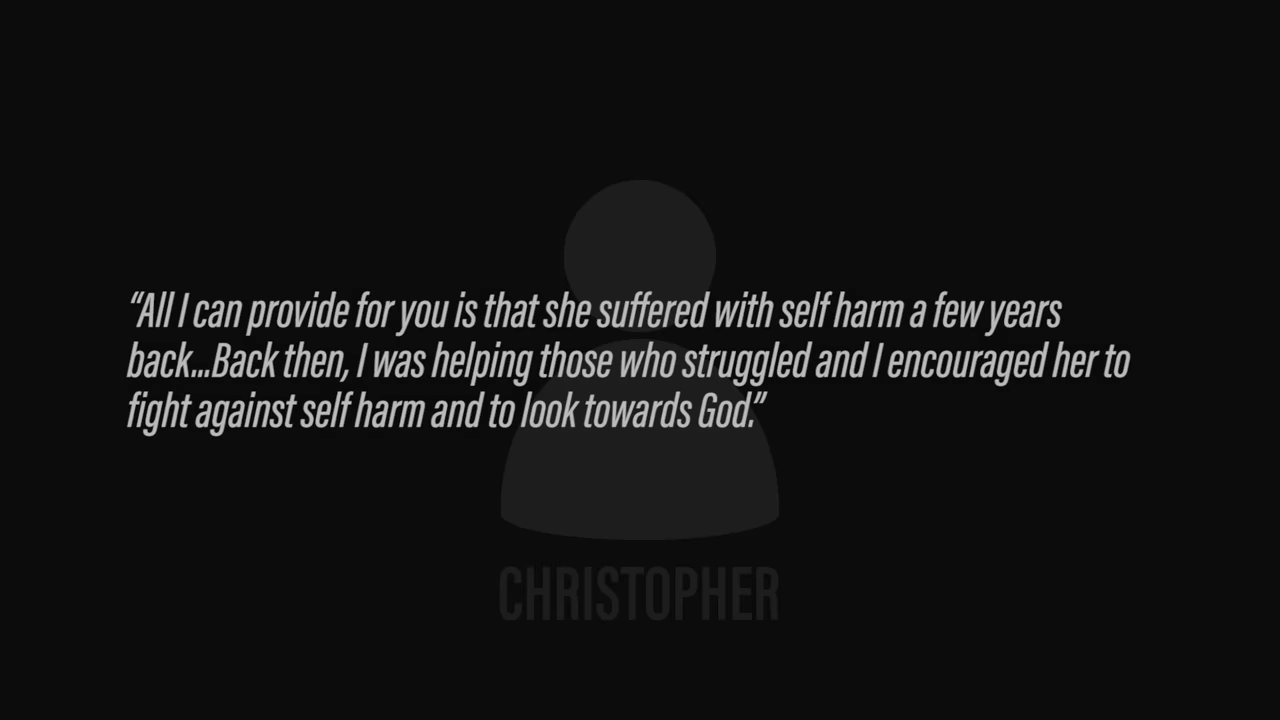 “All I can provide for you is that she suffered with self harm a few years
back...Back then, I was helping those who struggled and I encouraged her to
fight against self harm and to look towards God.”
CHRISTOPHER